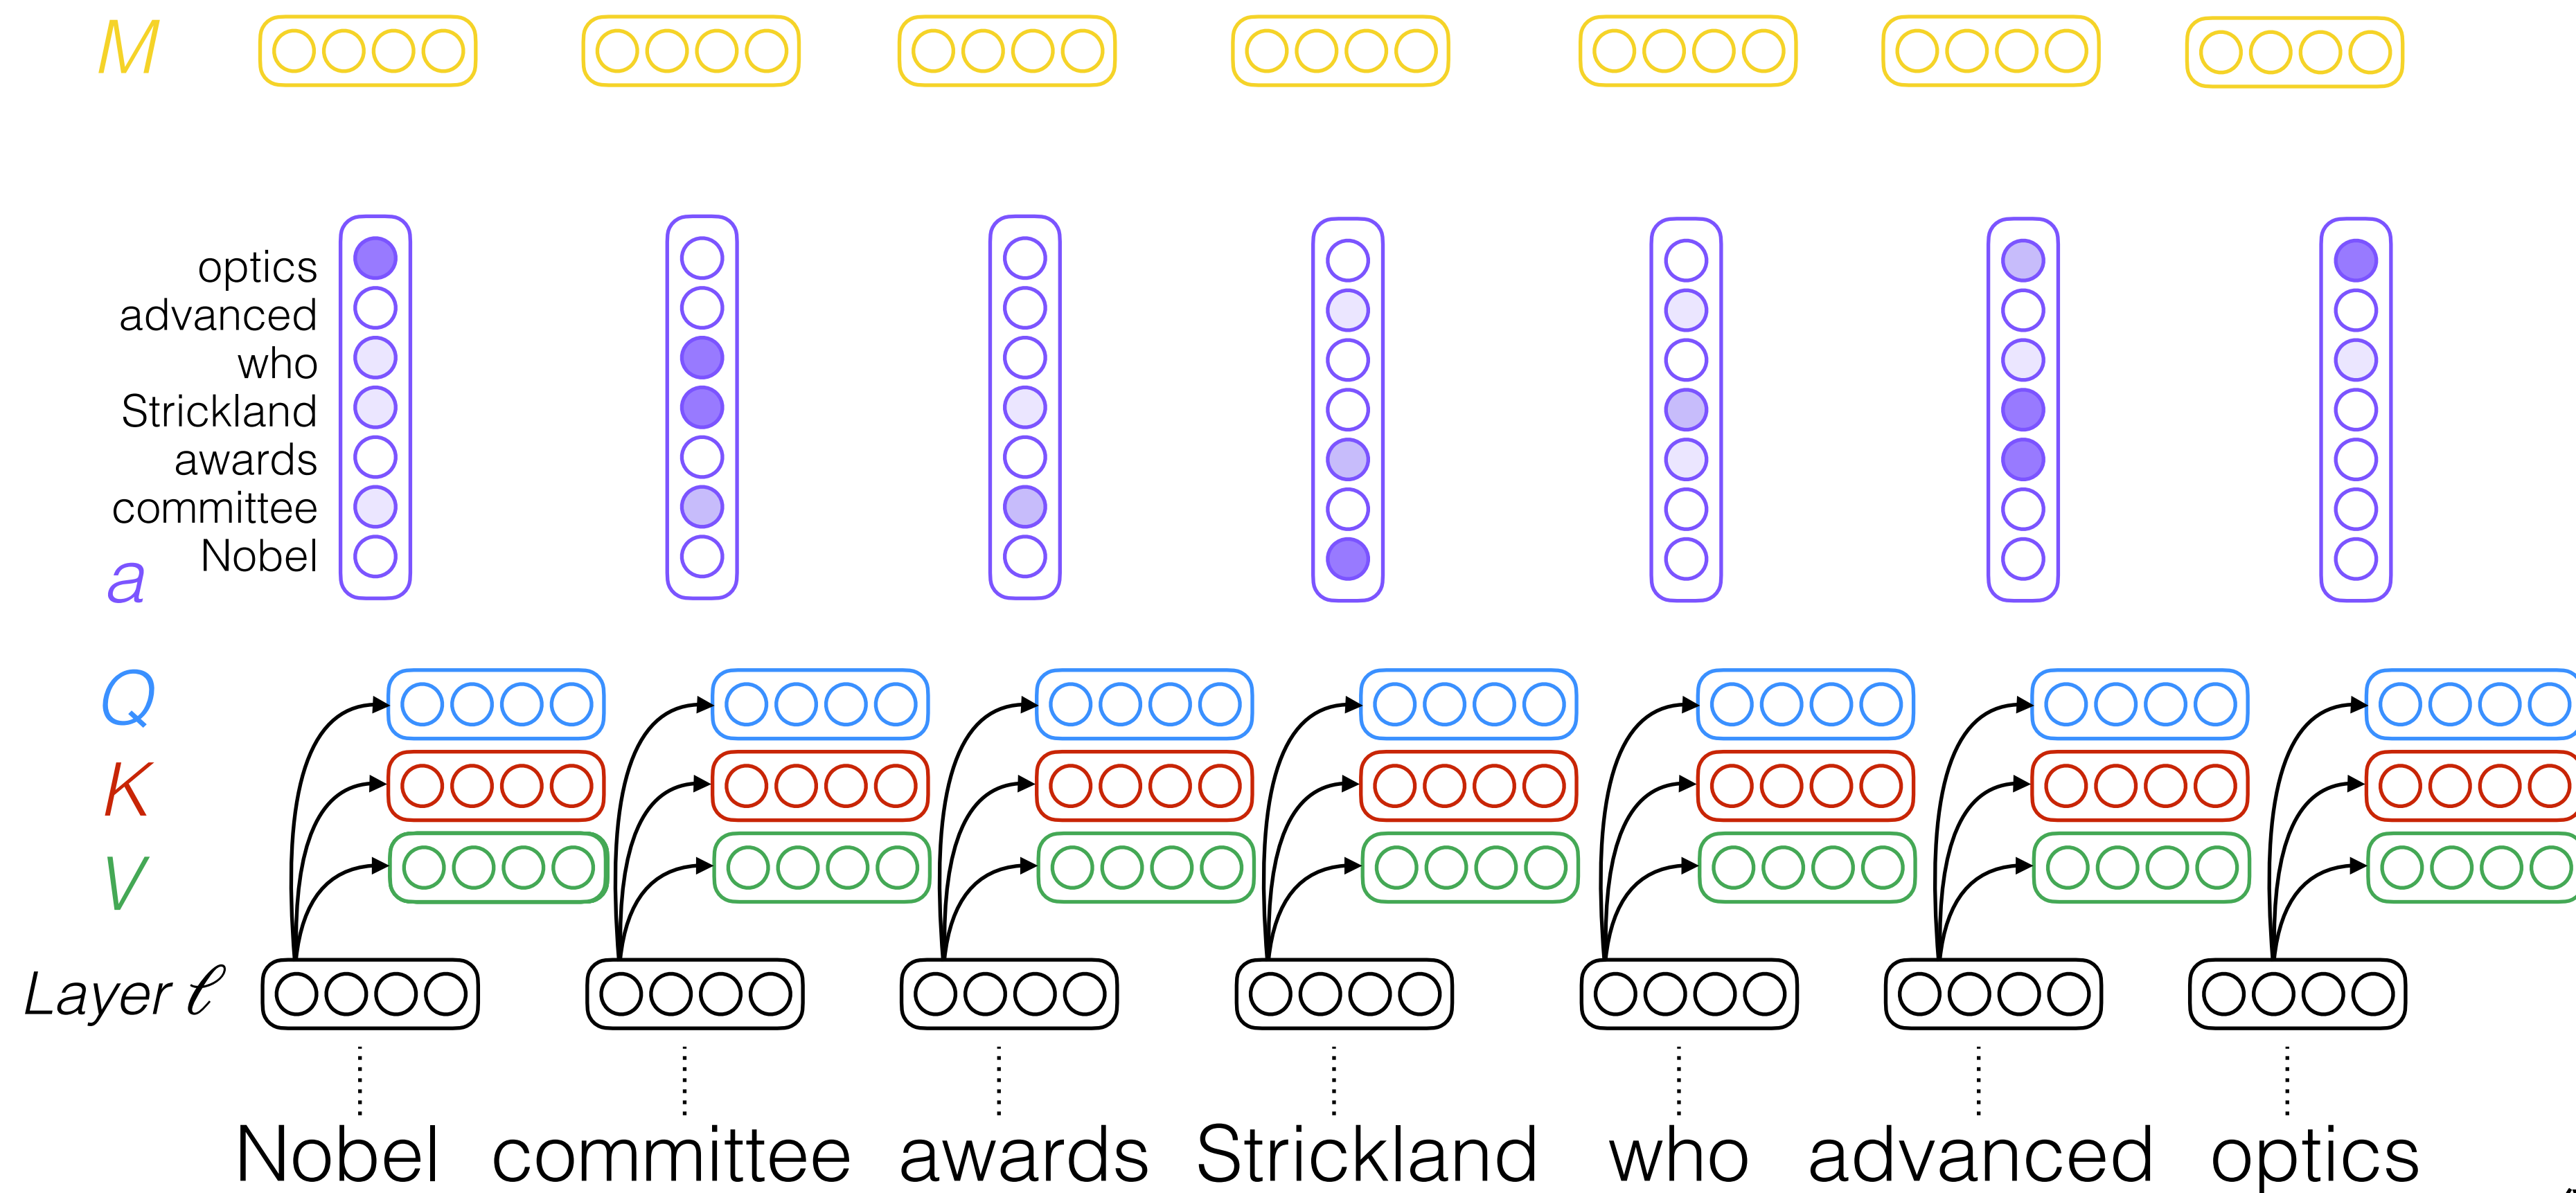 M
optics
advanced
who
Strickland
awards
committee
Nobel
a
Q
K
V
Layer ℓ
Nobel committee awards Strickland who advanced optics